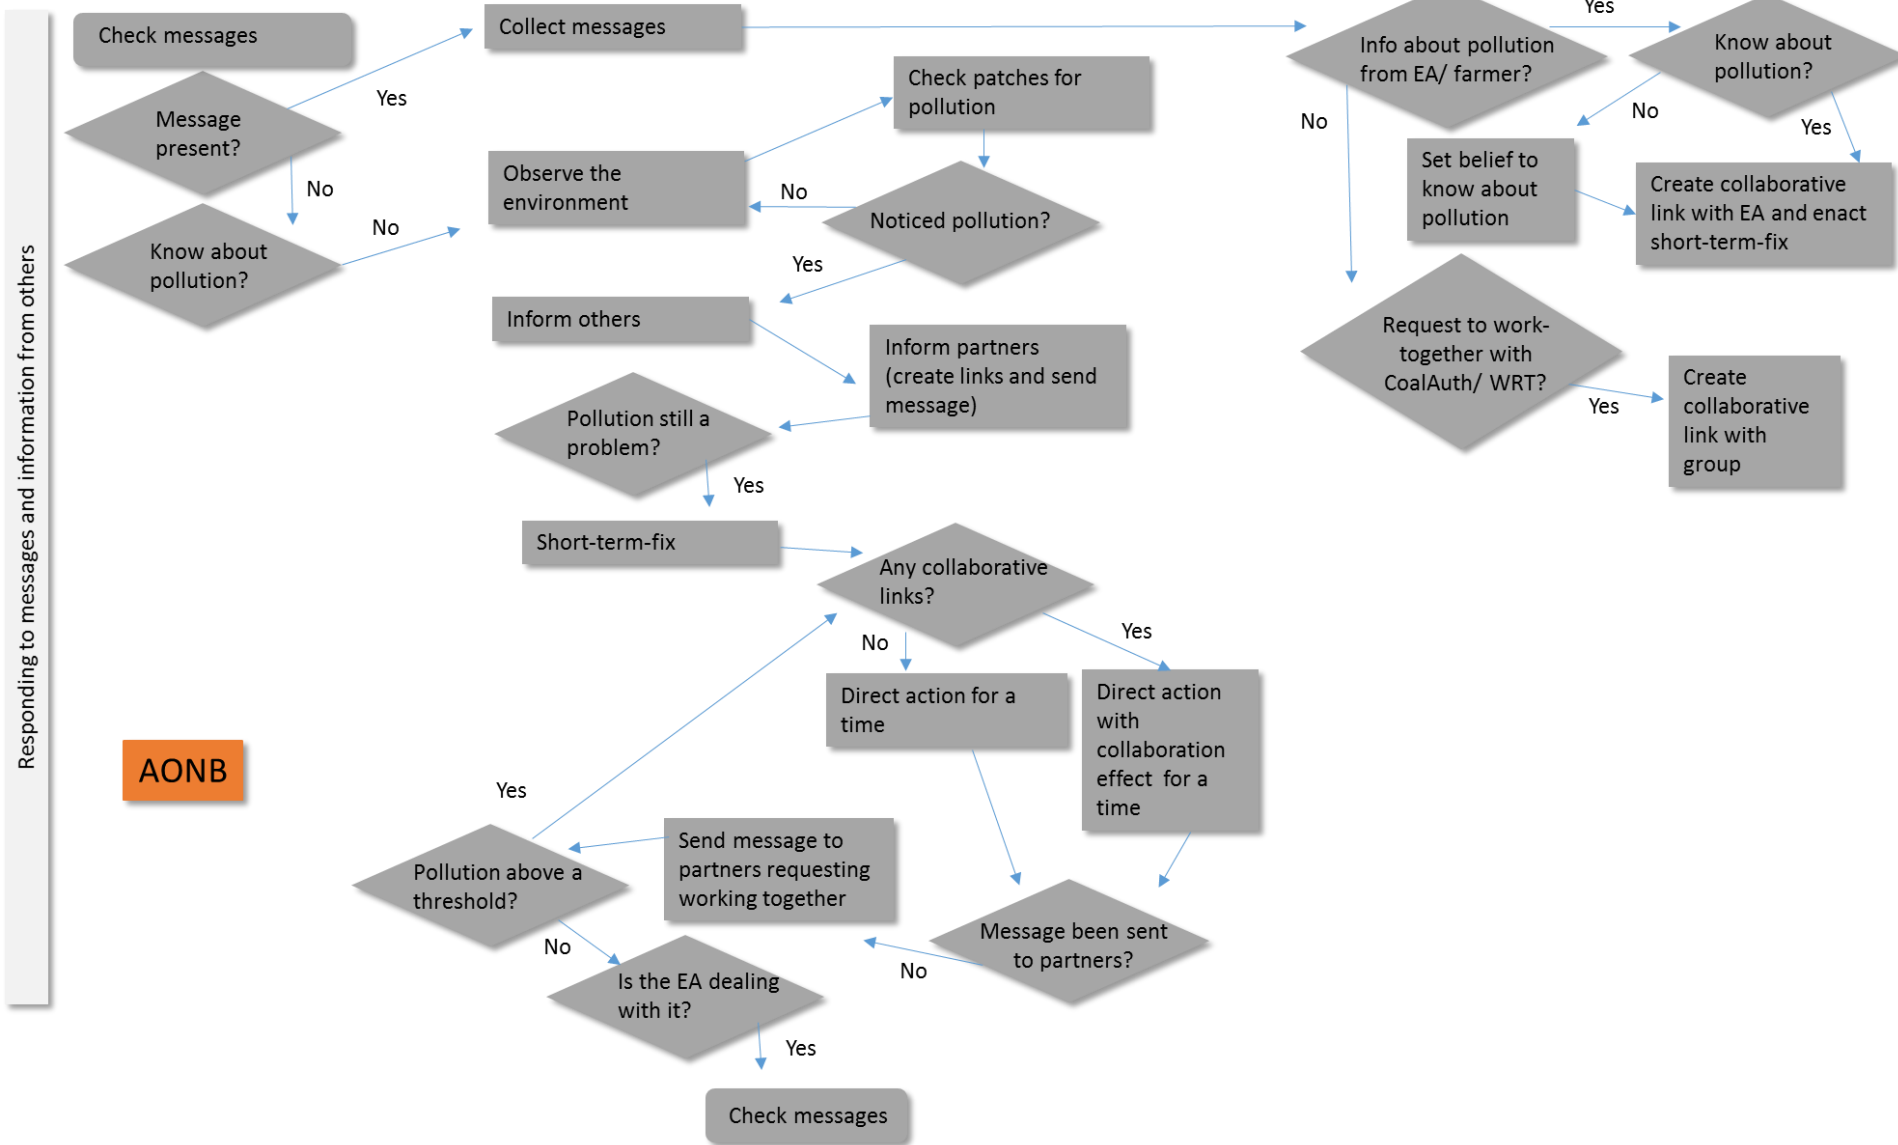 Responding to messages and information from others
Check messages
Message
present?
Yes
No
Know about
pollution?
No
Collect messages
Observe the
environment
Check patches for
pollution
Noticed pollution?
No
Yes
Inform others
Inform partners
(create links and send
message)
Pollution still a
problem?
Yes
Short-term-fix
Any collaborative
links?
No
Yes
Direct action for a
time
Direct action
with
collaboration
effect for a
time
Message been sent
to partners?
No
Send message to
partners requesting
working together
Pollution above a
threshold?
Yes
No
Is the EA dealing
with it?
Yes
Check messages
AONB
Info about pollution
from EA/ farmer?
Yes
No
Know about
pollution?
No
Yes
Set belief to
know about
pollution
Create collaborative
link with EA and enact
short-term-fix
Request to work-
together with
CoalAuth/ WRT?
Yes
Create
collaborative
link with
group